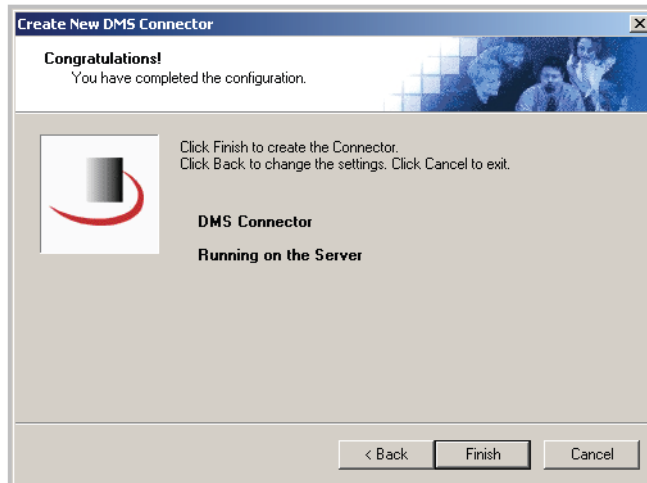 Create New DMS Connector
Congratulations!
You have completed the configuration.
Click Finish to create the Connector.
Click Back to change the settings. Click Cancel to exit.
DMS Connector
Running on the Server
< Back
Finish
Cancel